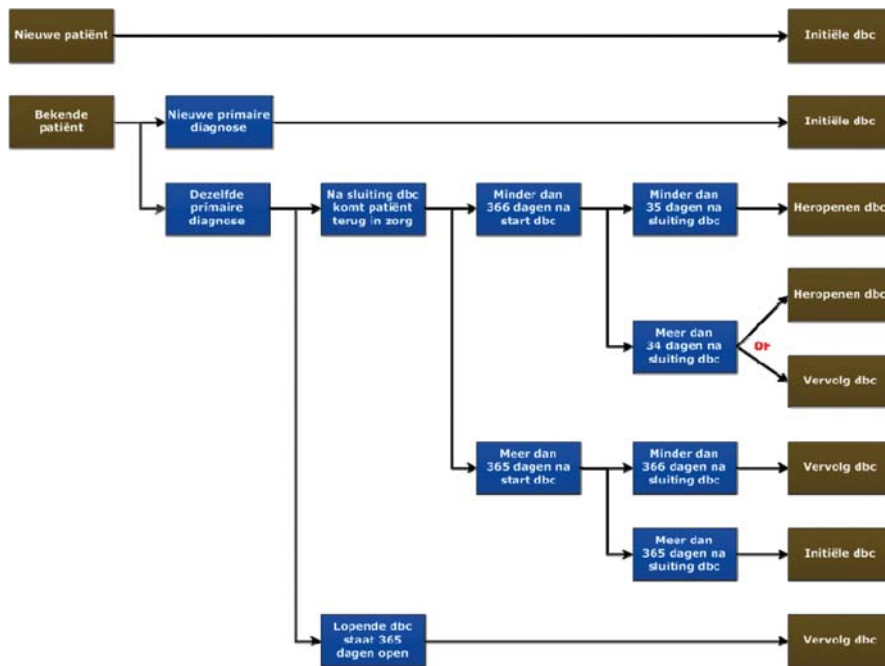 Nieuwe patiënt
Initiële dbc
Bekende
patiënt
Nieuwe primaire
diagnose
Initiële dbc
Dezelfde
primaire
diagnose
Na sluiting dbc
komt patiënt
terug in zorg
Minder dan
366 dagen na
start dbc
Minder dan
35 dagen na
sluiting dbc
Heropenen dbc
Heropenen dbc
Meer dan
34 dagen na
sluiting dbc
OF
Vervolg dbc
Meer dan
365 dagen na
start dbc
Minder dan
366 dagen na
sluiting dbc
Vervolg dbc
Meer dan
365 dagen na
sluiting dbc
Initiële dbc
Lopende dbc
staat 365
dagen open
Vervolg dbc